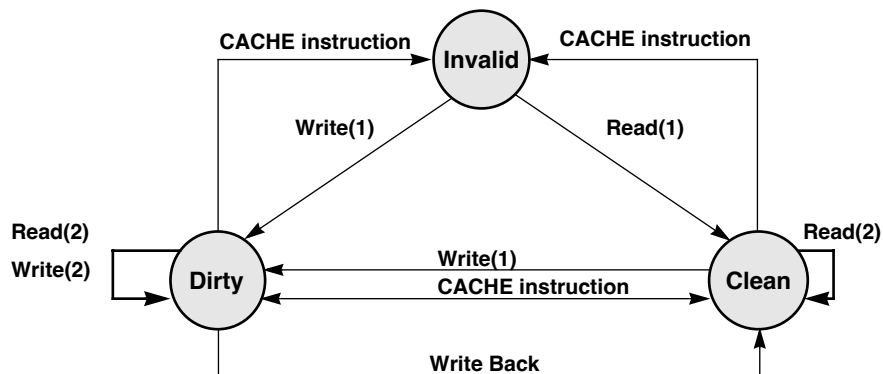 CACHE instruction
CACHE instruction
Invalid
Write(1)
Read(1)
Read(2)
Write(2)
Dirty
Write(1)
CACHE instruction
Clean
Read(2)
Write Back